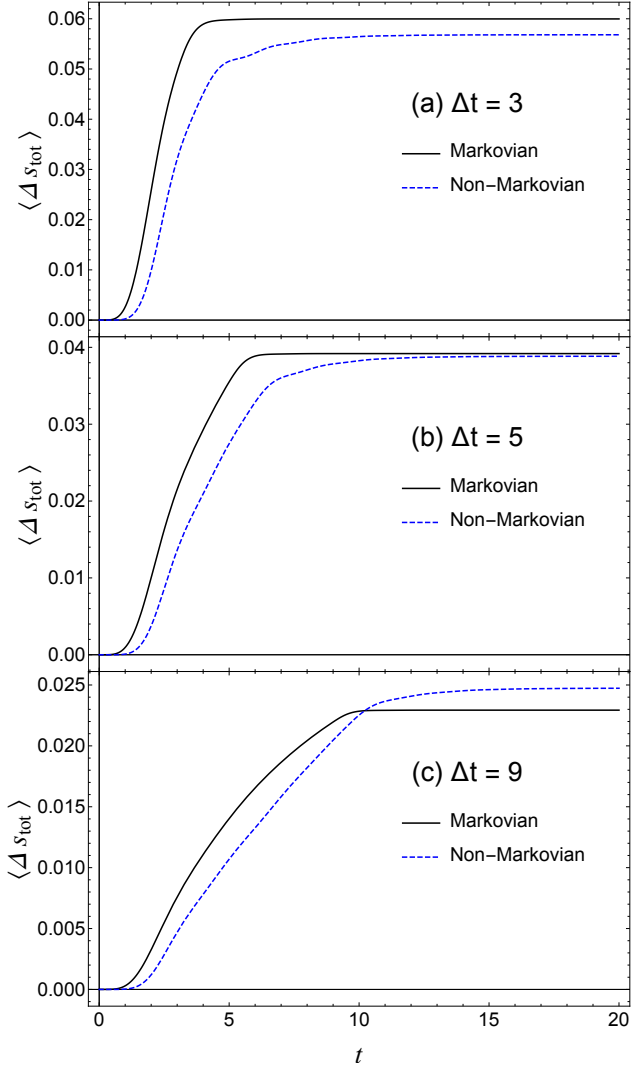 0.06
0.05
0.04
0.03
0.02
0.01
0.00
⟨Δ s_tot⟩
(a) Δt = 3
Markovian
Non−Markovian
0.04
0.03
0.02
0.01
0.00
⟨Δ s_tot⟩
(b) Δt = 5
Markovian
Non−Markovian
0.025
0.020
0.015
0.010
0.005
0.000
⟨Δ s_tot⟩
(c) Δt = 9
Markovian
Non−Markovian
0 5 10 15 20
t